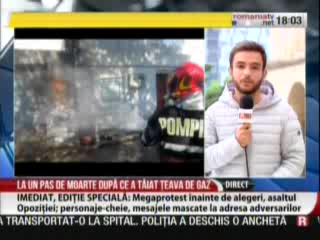 romaniatv
.net
18:03
POMPI
LA UN PAS DE MOARTE DUPĂ CE A TĂIAT ȚEAVA DE GAZ
DIRECT
IMEDIAT, EDIȚIE SPECIALĂ: Megaprotest înainte de alegeri, asaltul
Opoziției; personaje-cheie, mesajele mascate la adresa adversarilor
A TRANSPORTAT-O LA SPITAL. POLIȚIA A DESCHIS O A